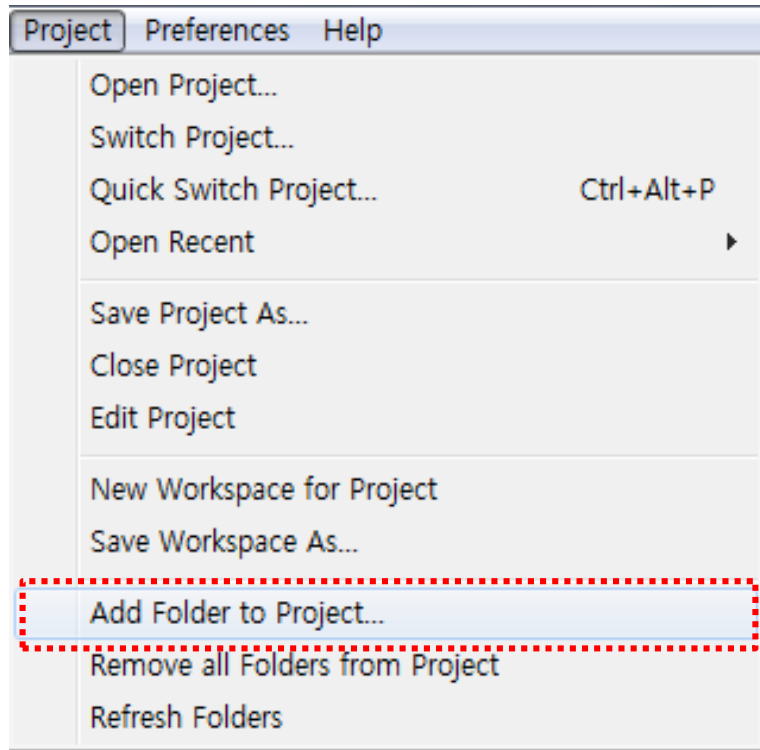 Project Preferences Help
Open Project...
Switch Project...
Quick Switch Project... Ctrl+Alt+P
Open Recent
Save Project As...
Close Project
Edit Project
New Workspace for Project
Save Workspace As...
Add Folder to Project...
Remove all Folders from Project
Refresh Folders